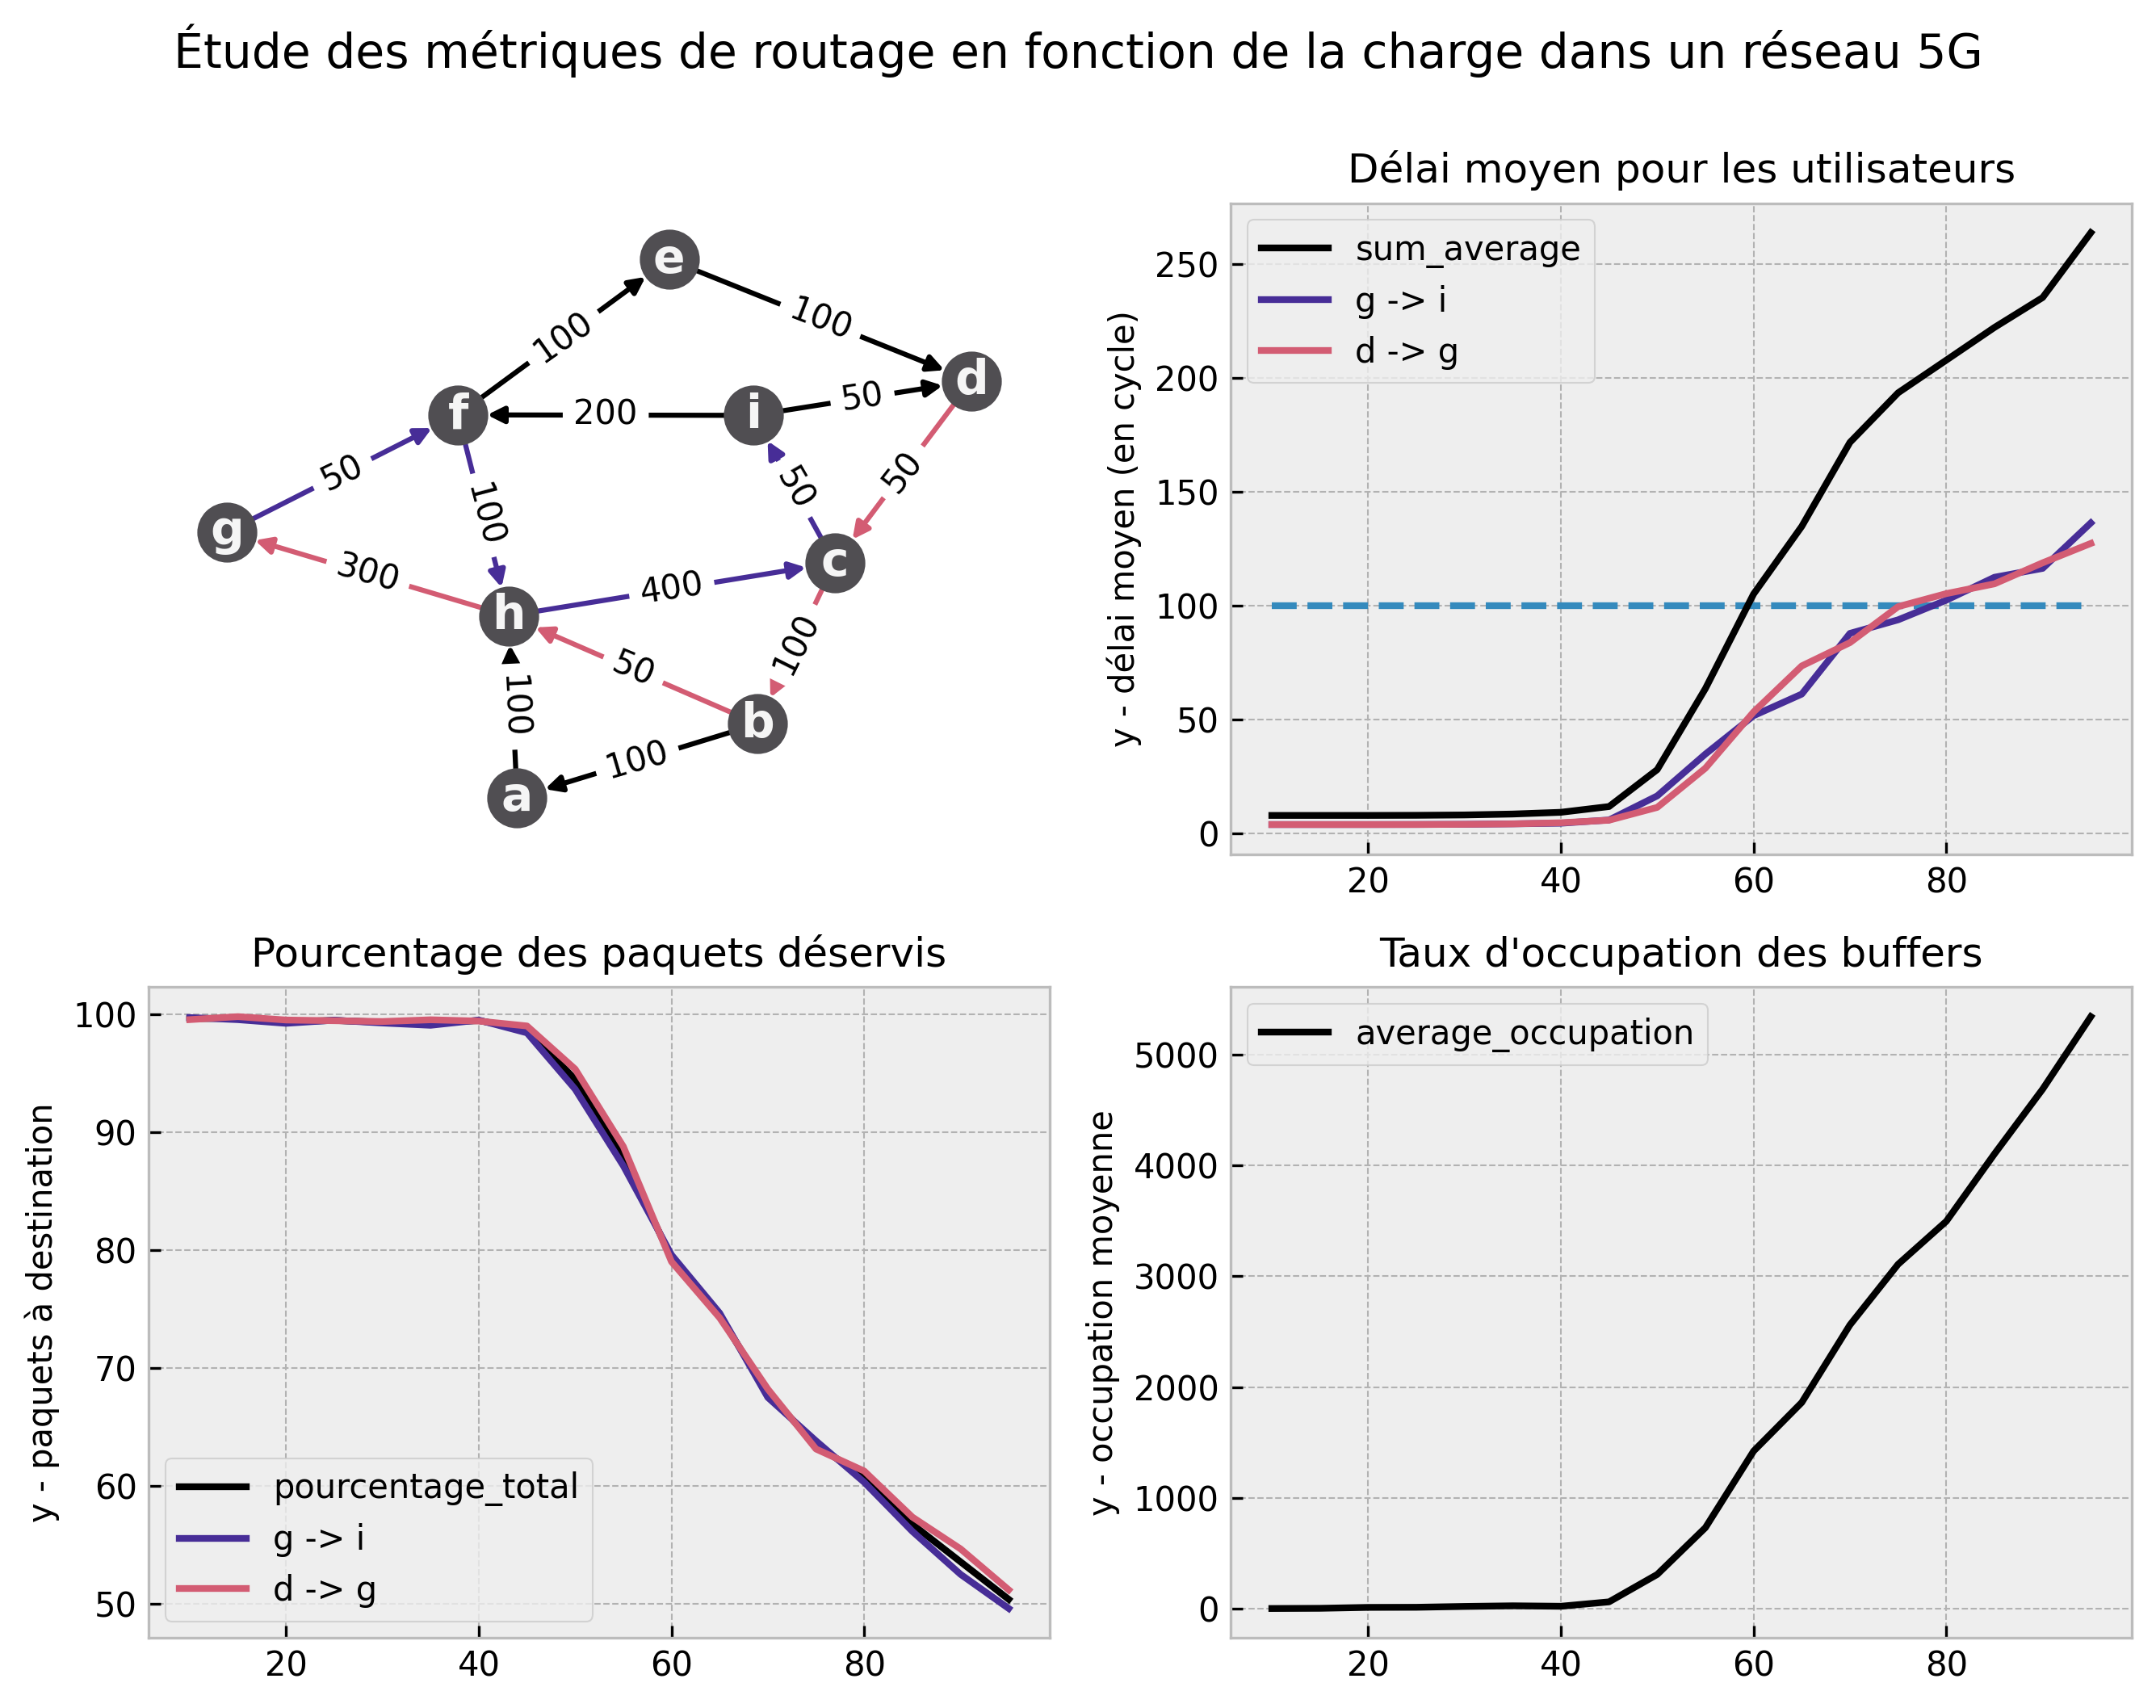 Étude des métriques de routage en fonction de la charge dans un réseau 5G
e
100
100
d
f
200
i
50
50
50
50
100
g
c
300
400
h
100
50
100
b
100
a
Délai moyen pour les utilisateurs
y - délai moyen (en cycle)
sum_average
g -> i
d -> g
250
200
150
100
50
0
20 40 60 80
Pourcentage des paquets déservis
y - paquets à destination
100
90
80
70
60
50
pourcentage_total
g -> i
d -> g
20 40 60 80
Taux d'occupation des buffers
y - occupation moyenne
average_occupation
5000
4000
3000
2000
1000
0
20 40 60 80